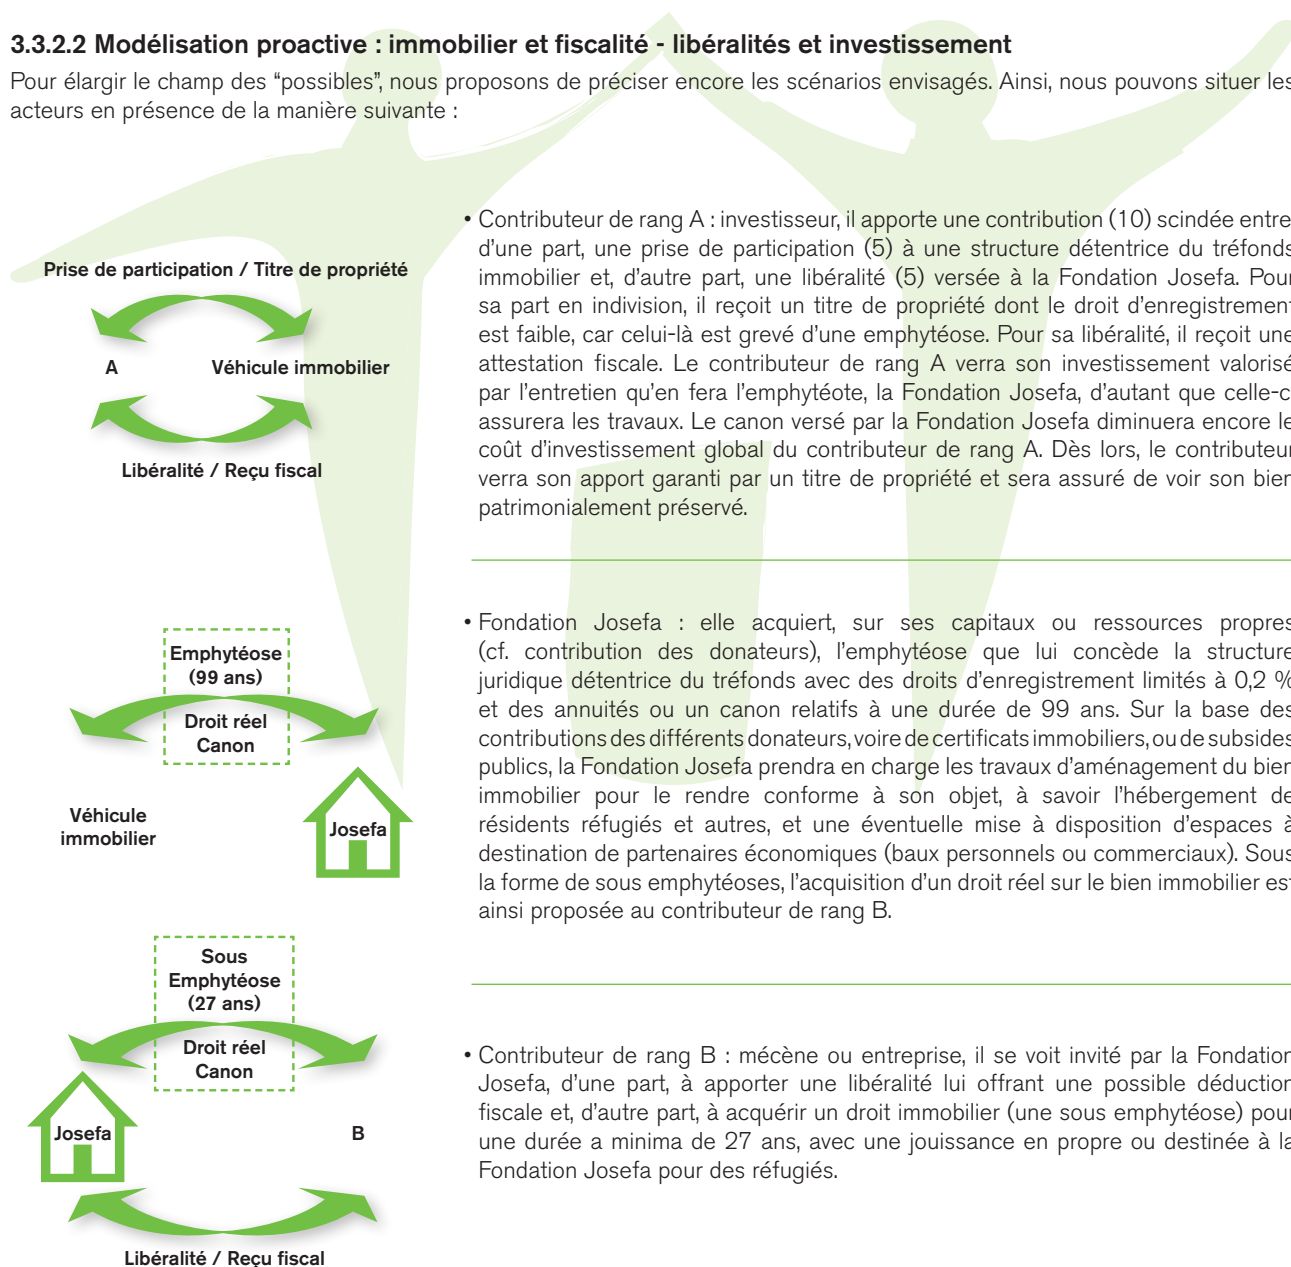 3.3.2.2 Modélisation proactive : immobilier et fiscalité - libéralités et investissement
Pour élargir le champ des “possibles”, nous proposons de préciser encore les scénarios envisagés. Ainsi, nous pouvons situer les
acteurs en présence de la manière suivante :
Prise de participation / Titre de propriété
A
Véhicule immobilier
Libéralité / Reçu fiscal
• Contributeur de rang A : investisseur, il apporte une contribution (10) scindée entre
d’une part, une prise de participation (5) à une structure détentrice du tréfonds
immobilier et, d’autre part, une libéralité (5) versée à la Fondation Josefa. Pour
sa part en indivision, il reçoit un titre de propriété dont le droit d’enregistrement
est faible, car celui-là est grevé d’une emphytéose. Pour sa libéralité, il reçoit une
attestation fiscale. Le contributeur de rang A verra son investissement valorisé
par l’entretien qu’en fera l’emphytéote, la Fondation Josefa, d’autant que celle-c
assurera les travaux. Le canon versé par la Fondation Josefa diminuera encore le
coût d’investissement global du contributeur de rang A. Dès lors, le contributeur
verra son apport garanti par un titre de propriété et sera assuré de voir son bien
patrimonialement préservé.
Emphytéose
(99 ans)
Droit réel
Canon
Véhicule
immobilier
Josefa
• Fondation Josefa : elle acquiert, sur ses capitaux ou ressources propres
(cf. contribution des donateurs), l’emphytéose que lui concède la structure
juridique détentrice du tréfonds avec des droits d’enregistrement limités à 0,2 %
et des annuités ou un canon relatifs à une durée de 99 ans. Sur la base des
contributions des différents donateurs, voire de certificats immobiliers, ou de subsides
publics, la Fondation Josefa prendra en charge les travaux d’aménagement du bien
immobilier pour le rendre conforme à son objet, à savoir l’hébergement de
résidents réfugiés et autres, et une éventuelle mise à disposition d’espaces à
destination de partenaires économiques (baux personnels ou commerciaux). Sous
la forme de sous emphytéoses, l’acquisition d’un droit réel sur le bien immobilier est
ainsi proposée au contributeur de rang B.
Sous
Emphytéose
(27 ans)
Droit réel
Canon
Josefa
B
Libéralité / Reçu fiscal
• Contributeur de rang B : mécène ou entreprise, il se voit invité par la Fondation
Josefa, d’une part, à apporter une libéralité lui offrant une possible déduction
fiscale et, d’autre part, à acquérir un droit immobilier (une sous emphytéose) pour
une durée a minima de 27 ans, avec une jouissance en propre ou destinée à la
Fondation Josefa pour des réfugiés.